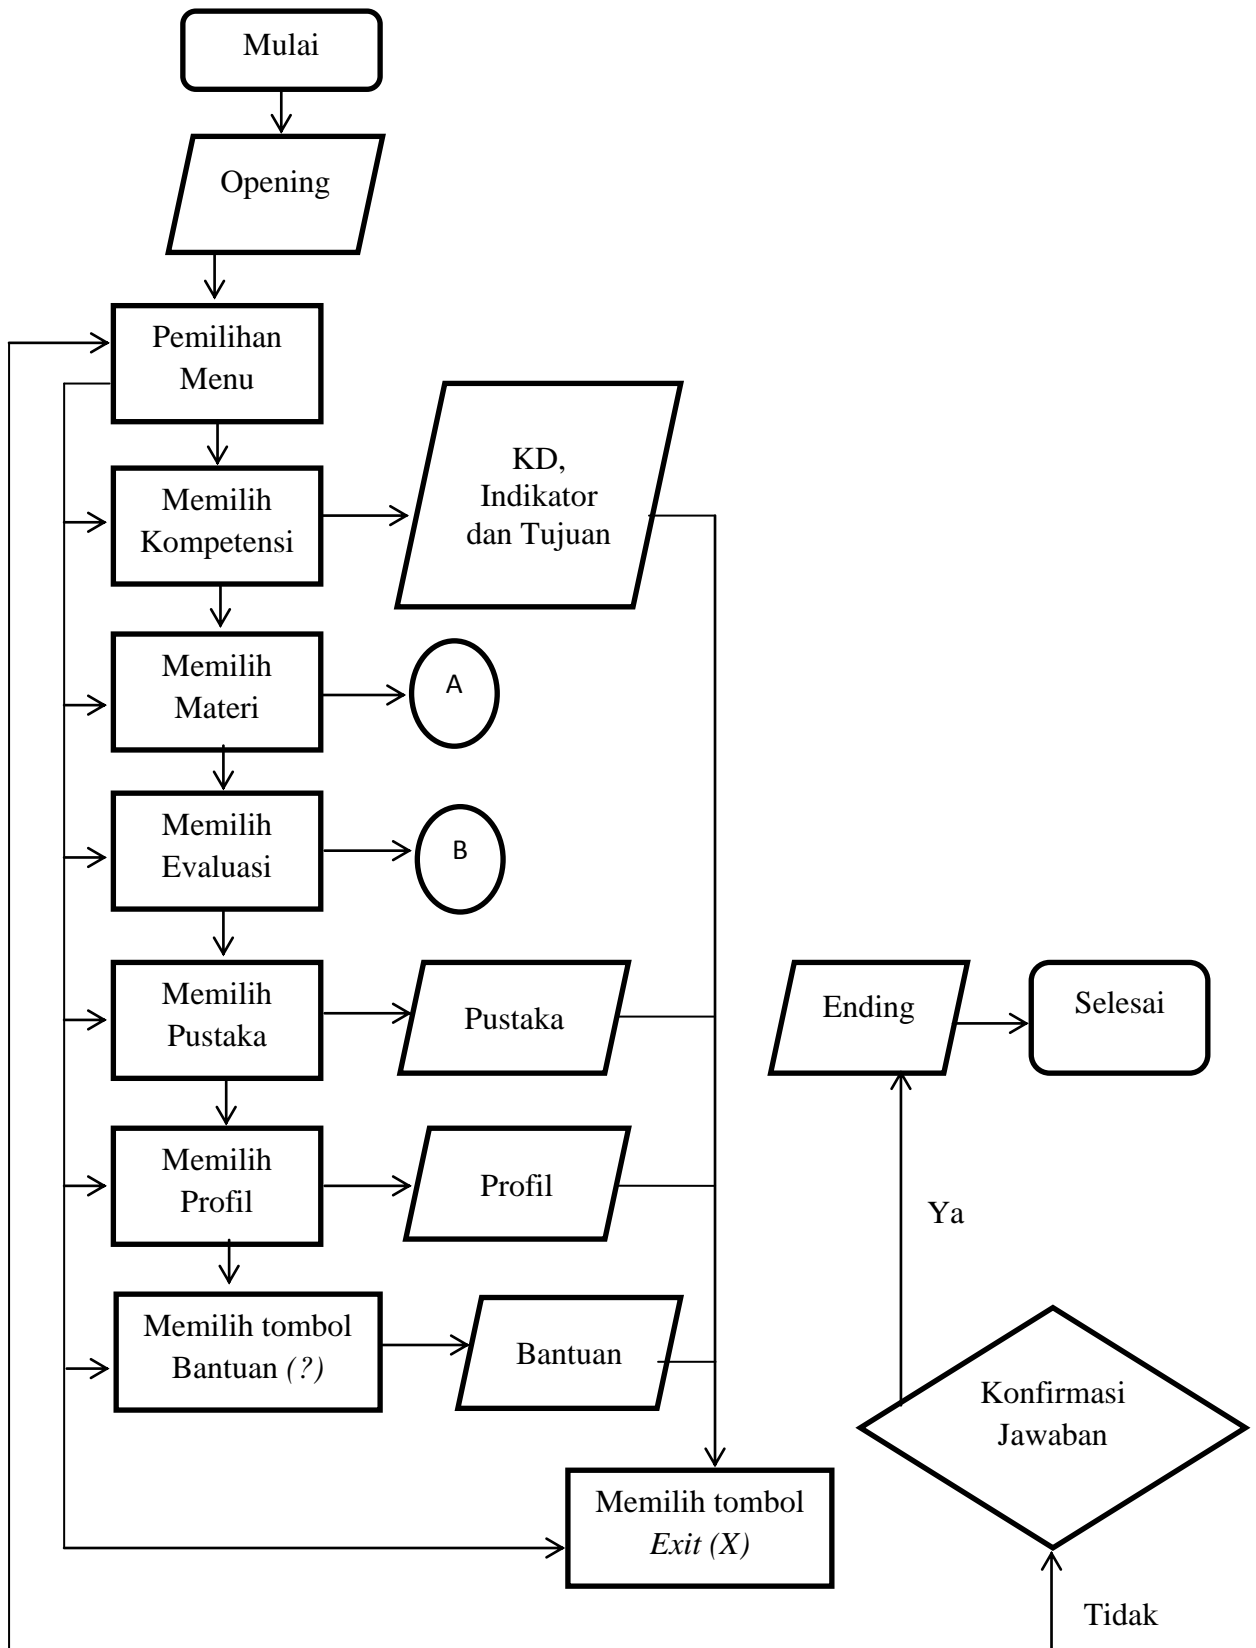 Mulai
Opening
Pemilihan
Menu
KD,
Indikator
dan Tujuan
Memilih
Kompetensi
Memilih
Materi
A
Memilih
Evaluasi
B
Memilih
Pustaka
Pustaka
Ending
Selesai
Memilih
Profil
Profil
Ya
Memilih tombol
Bantuan (?)
Bantuan
Konfirmasi
Jawaban
Memilih tombol
Exit (X)
Tidak